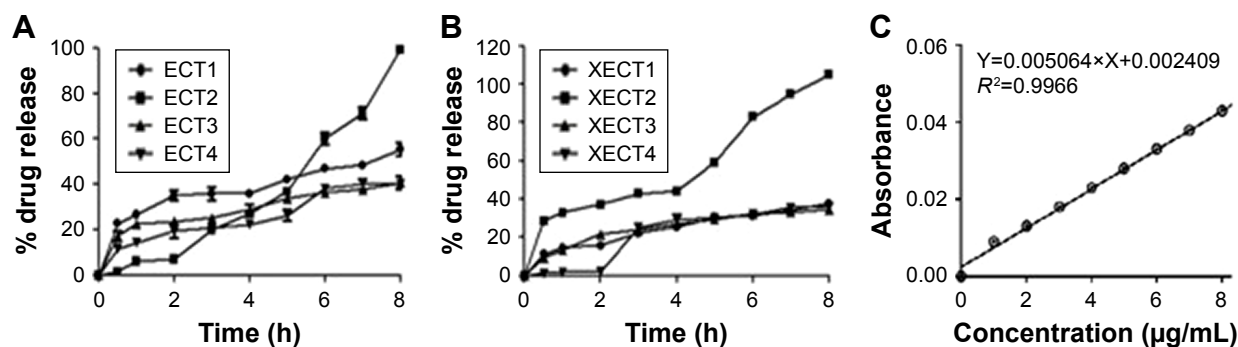 A
% drug release
100
80
60
40
20
0
ECT1
ECT2
ECT3
ECT4
0 2 4 6 8
Time (h)
B
% drug release
120
100
80
60
40
20
0
XECT1
XECT2
XECT3
XECT4
0 2 4 6 8
Time (h)
C
Absorbance
0.06
0.04
0.02
0.00
Y=0.005064×X+0.002409
R²=0.9966
0 2 4 6 8
Concentration (µg/mL)